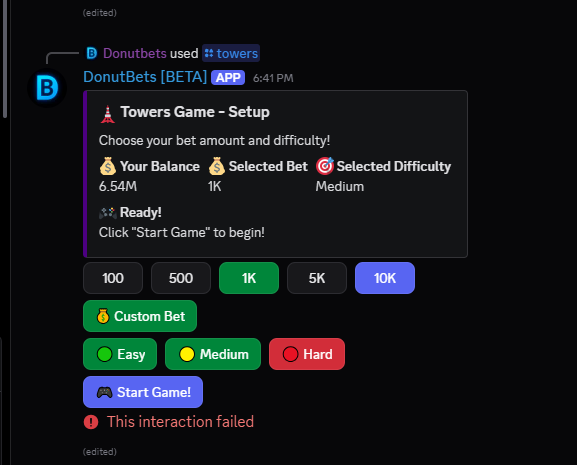 (edited)
Donutbets used towers
DonutBets [BETA] APP 6:41 PM
Towers Game - Setup
Choose your bet amount and difficulty!
Your Balance Selected Bet Selected Difficulty
6.54M 1K Medium
Ready!
Click "Start Game" to begin!
100 500 1K 5K 10K
Custom Bet
Easy Medium Hard
Start Game!
This interaction failed
(edited)